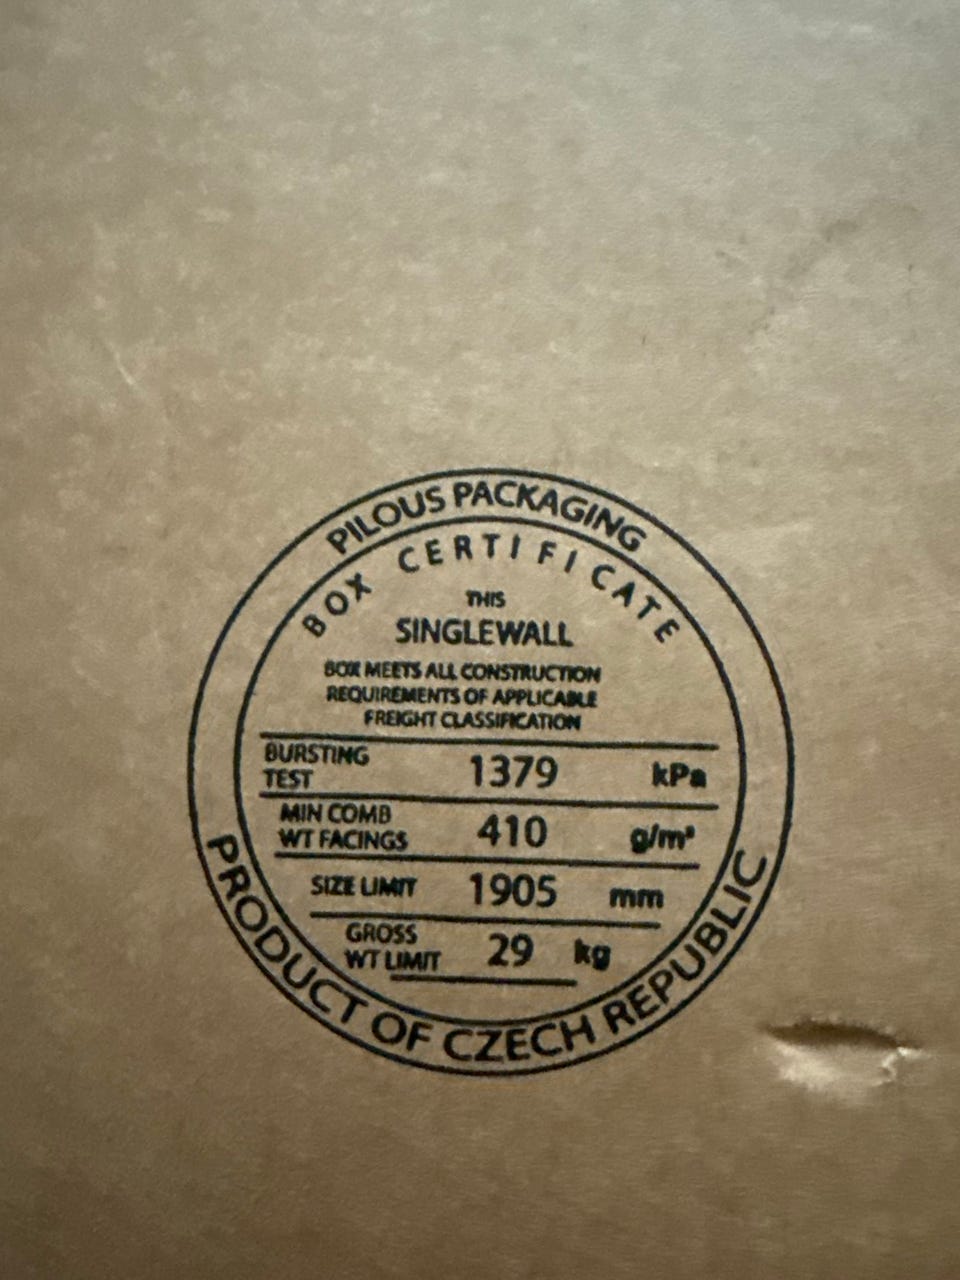 PILOUS PACKAGING
BOX CERTIFICATE
THIS
SINGLEWALL
BOX MEETS ALL CONSTRUCTION
REQUIREMENTS OF APPLICABLE
FREIGHT CLASSIFICATION
BURSTING TEST 1379 kPa
MIN COMB WT FACINGS 410 g/m²
SIZE LIMIT 1905 mm
GROSS WT LIMIT 29 kg
PRODUCT OF CZECH REPUBLIC